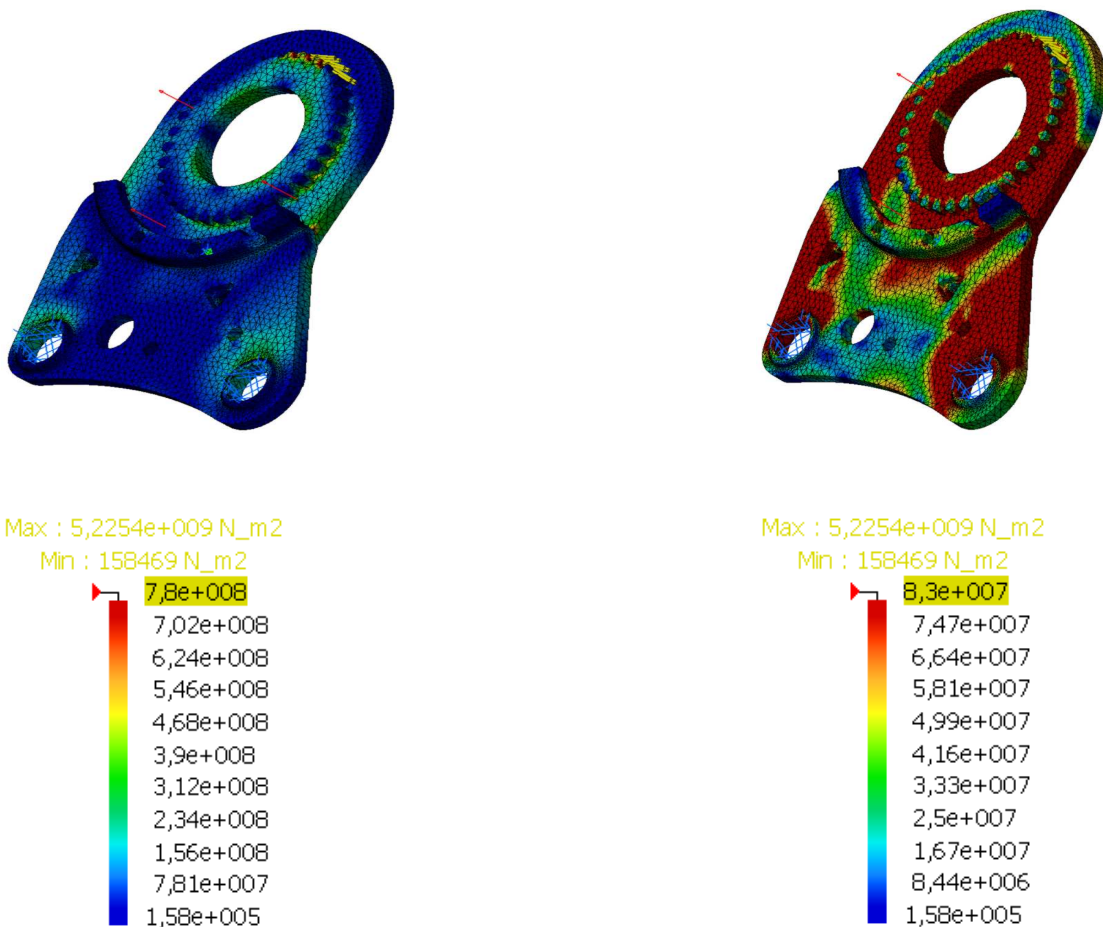 Max : 5,2254e+009 N_m2
Min : 158469 N_m2
7,8e+008
7,02e+008
6,24e+008
5,46e+008
4,68e+008
3,9e+008
3,12e+008
2,34e+008
1,56e+008
7,81e+007
1,58e+005
Max : 5,2254e+009 N_m2
Min : 158469 N_m2
8,3e+007
7,47e+007
6,64e+007
5,81e+007
4,99e+007
4,16e+007
3,33e+007
2,5e+007
1,67e+007
8,44e+006
1,58e+005